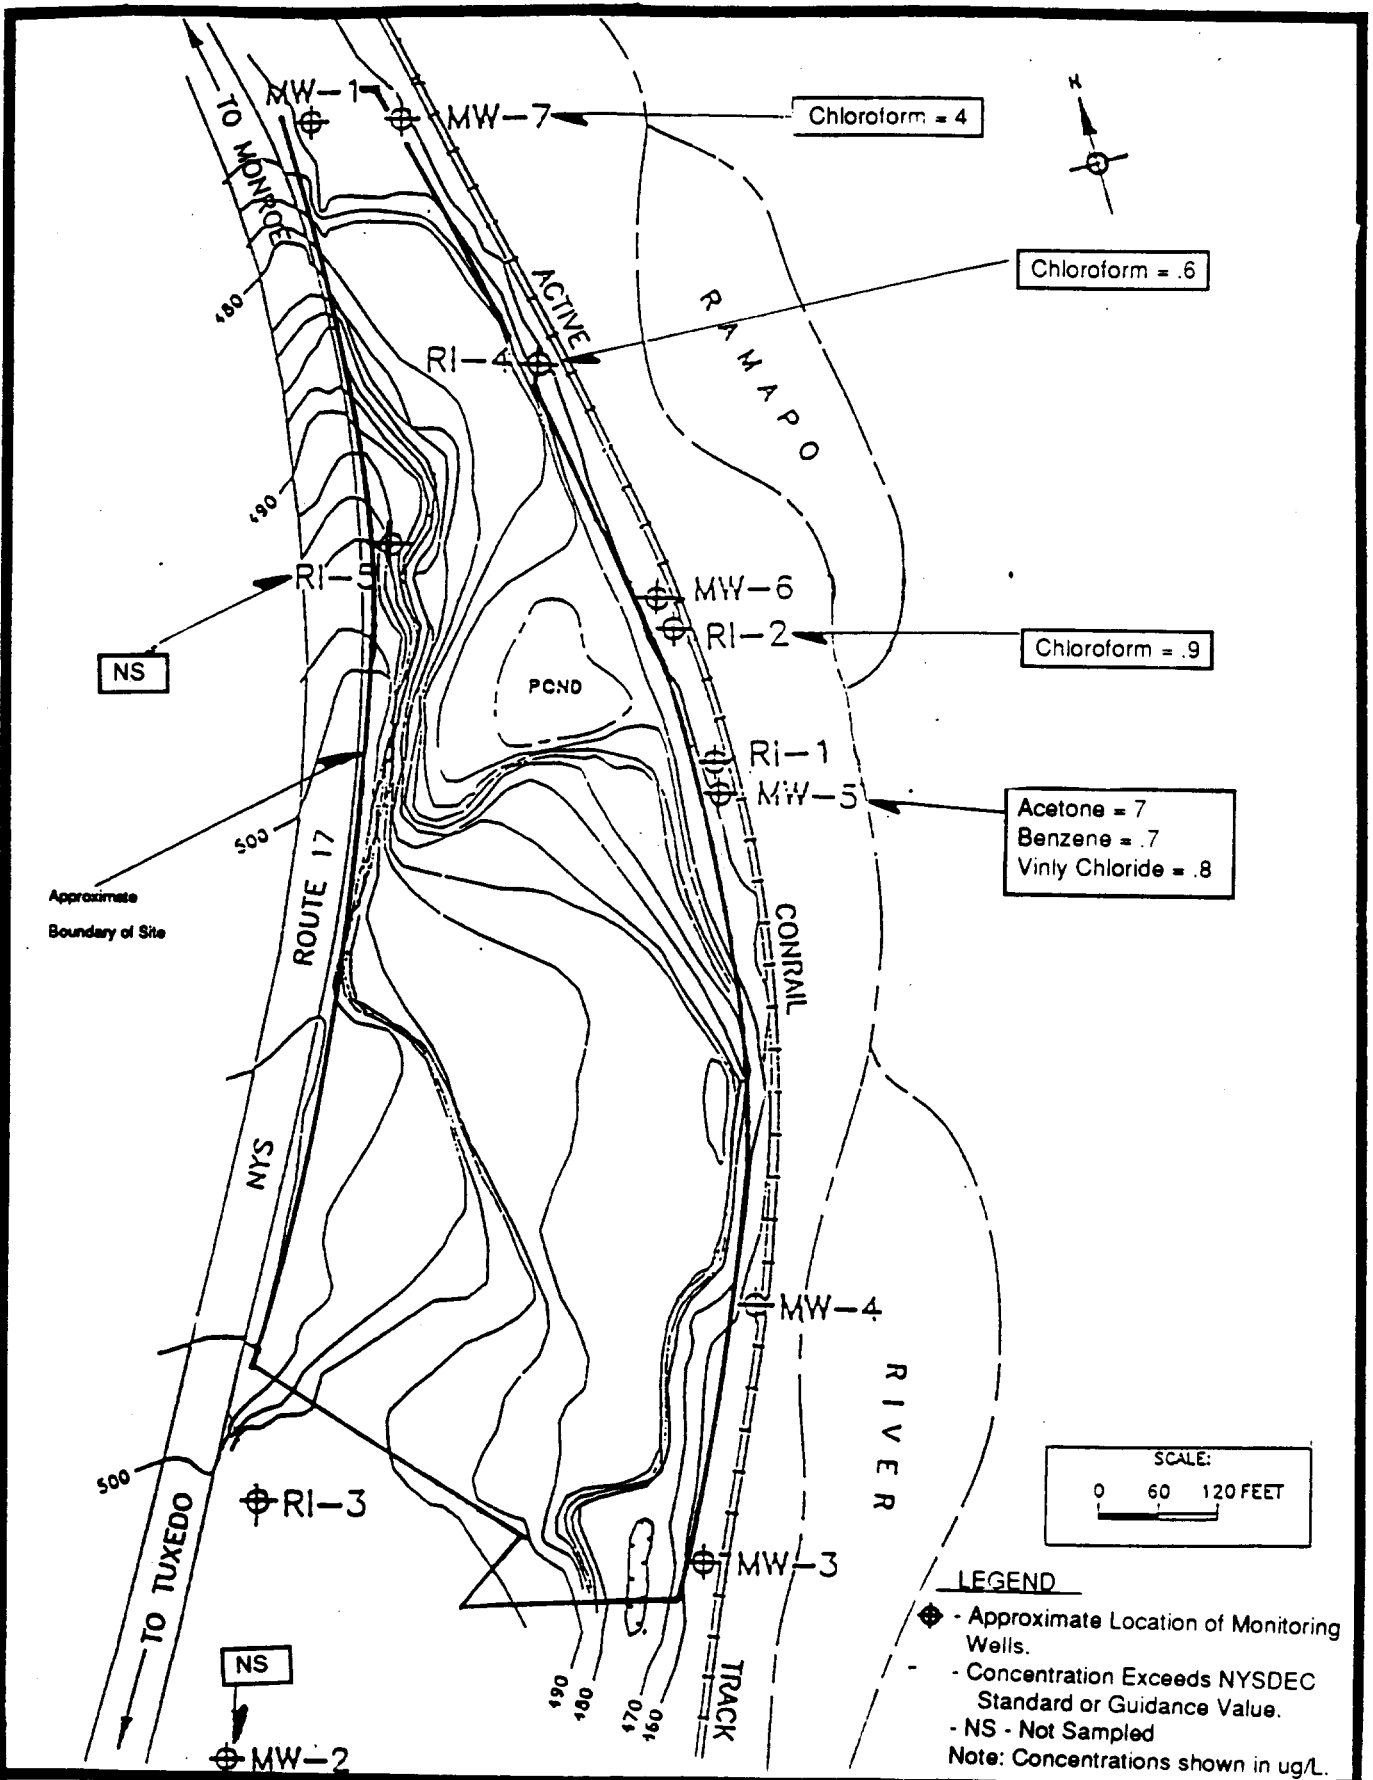 MW-1
MW-7
Chloroform = 4
N
TO MONROE
Chloroform = .6
480
ACTIVE
RAMAPO
RI-4
490
RI-5
MW-6
RI-2
Chloroform = .9
NS
POND
RI-1
MW-5
Acetone = 7
Benzene = .7
Vinly Chloride = .8
500
ROUTE 17
Approximate
Boundary of Site
CONRAIL
NYS
MW-4
RIVER
SCALE:
0 60 120 FEET
500
RI-3
TO TUXEDO
MW-3
LEGEND
- Approximate Location of Monitoring
Wells.
- - Concentration Exceeds NYSDEC
Standard or Guidance Value.
- NS - Not Sampled
Note: Concentrations shown in ug/L.
NS
490
480
470
460
TRACK
MW-2